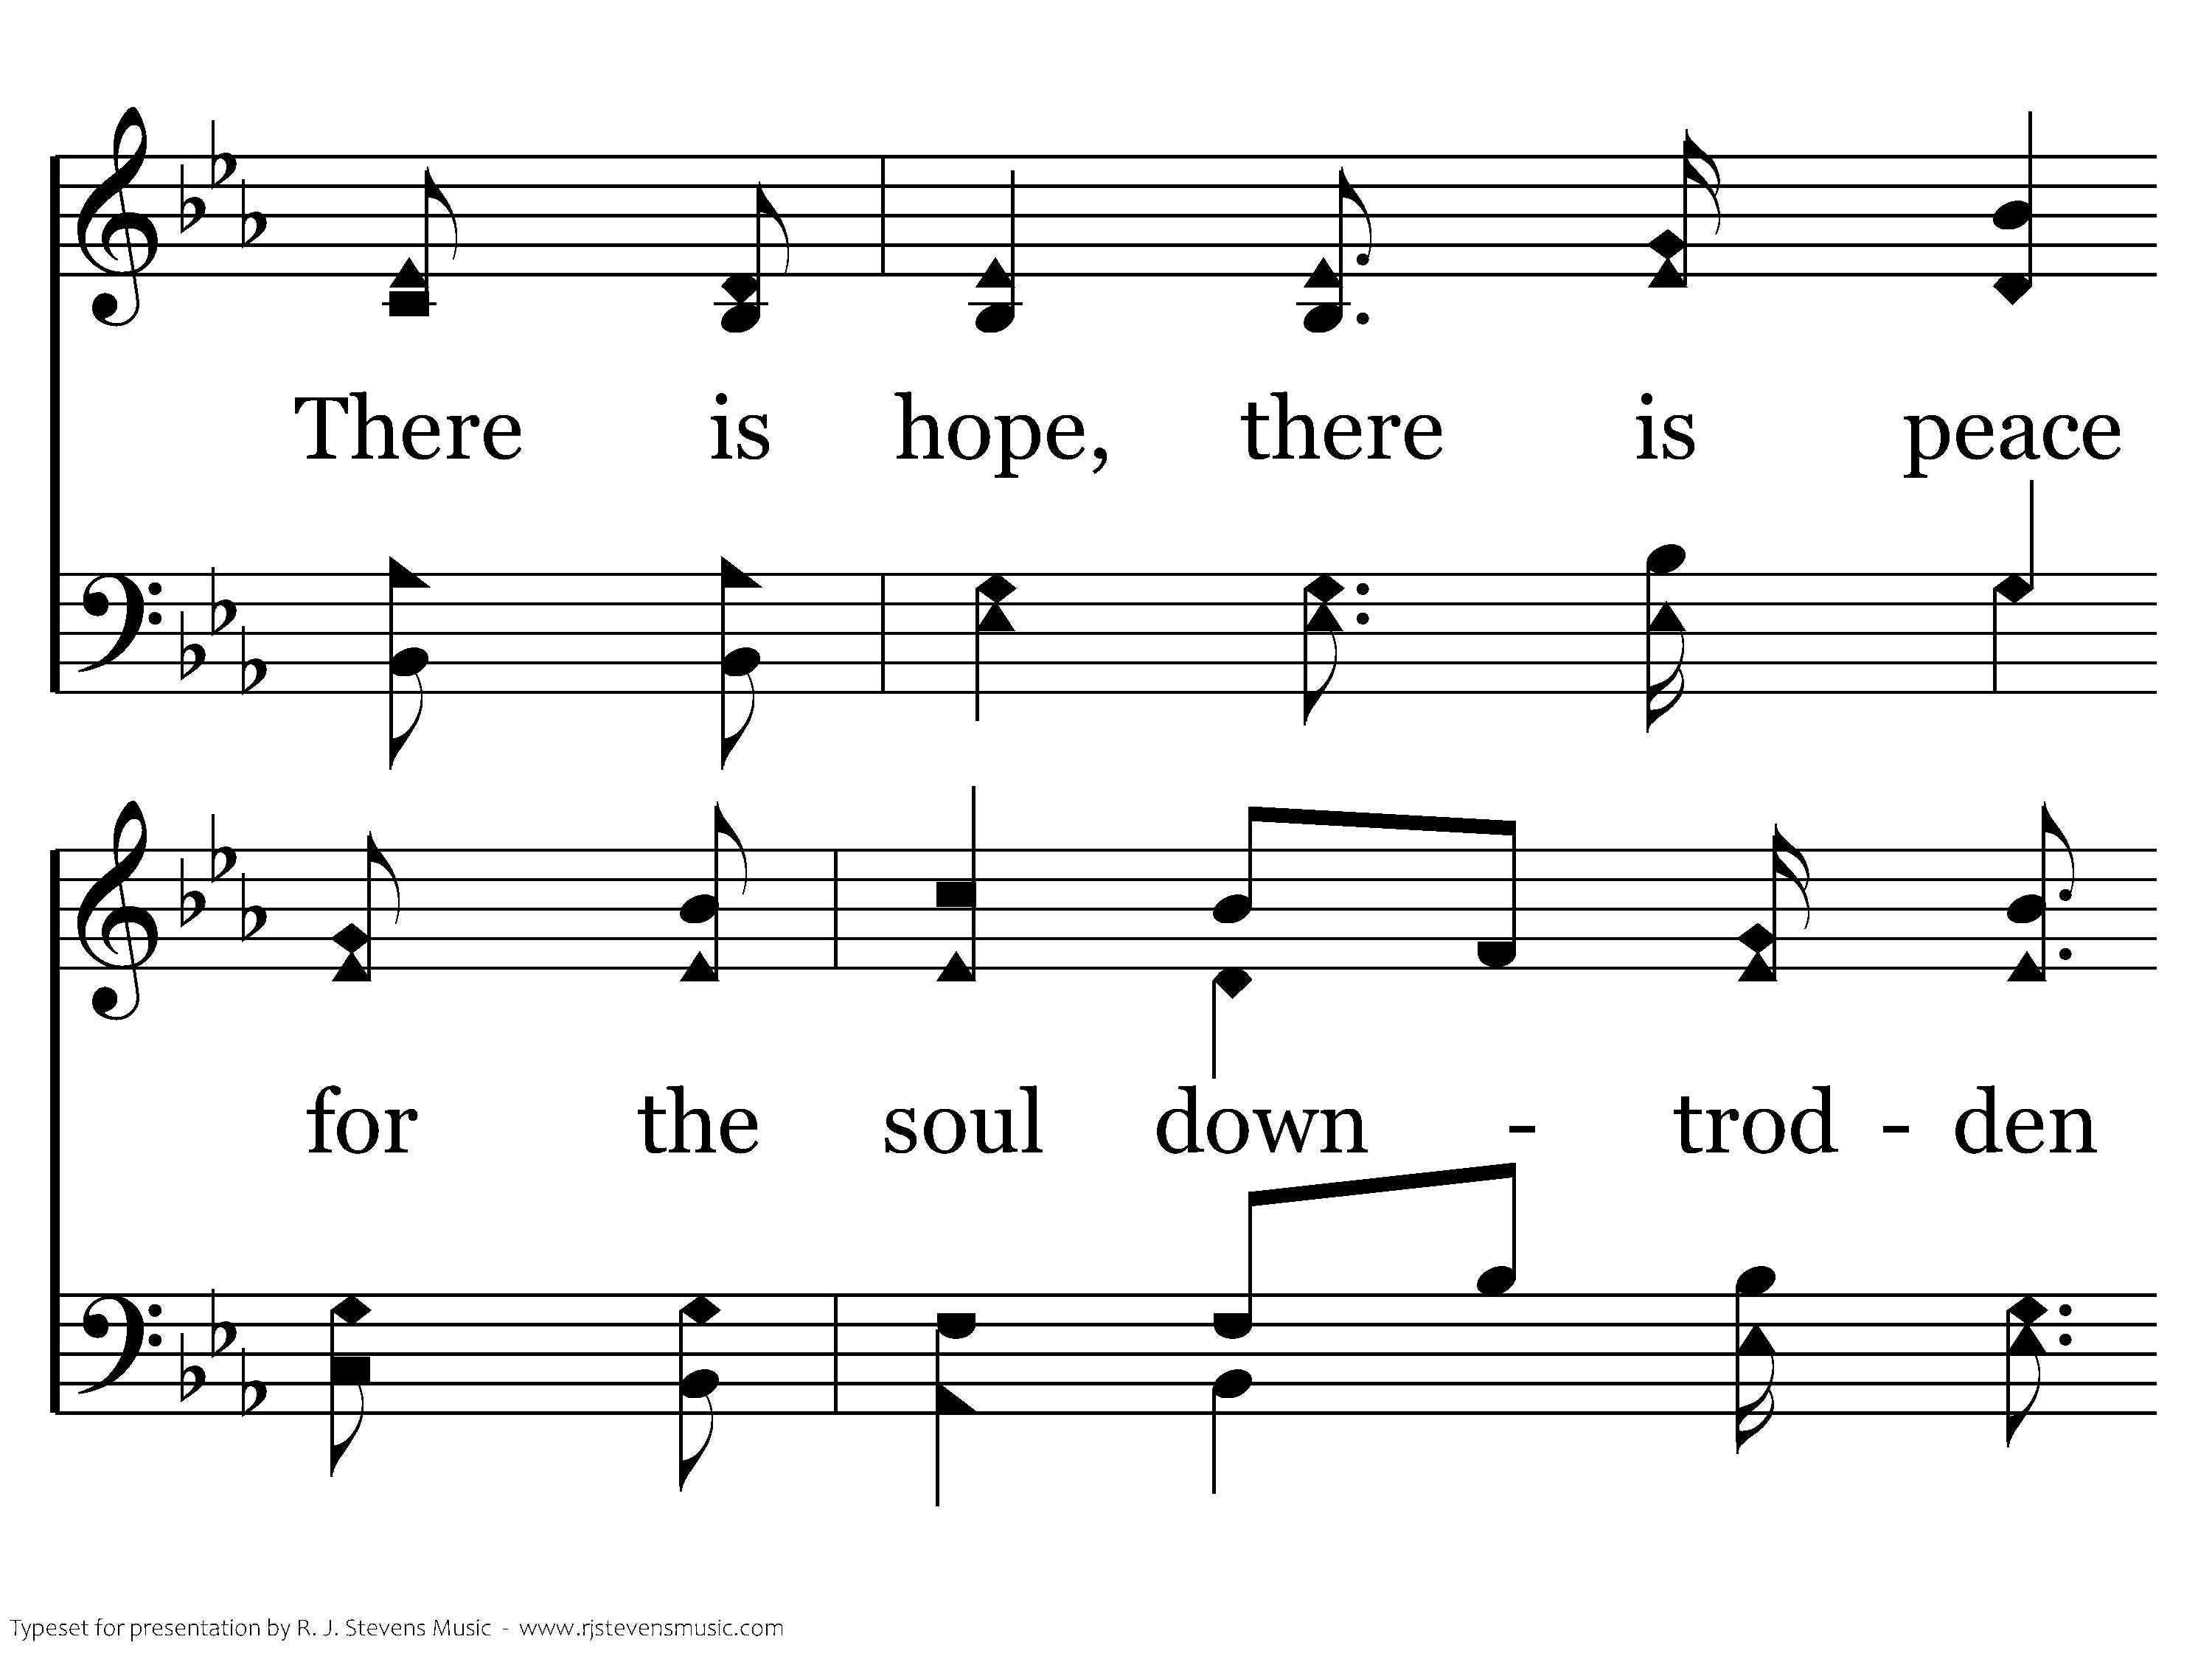 There is hope, there is peace
for the soul down - trod - den
Typeset for presentation by R. J. Stevens Music - www.rjstevensmusic.com